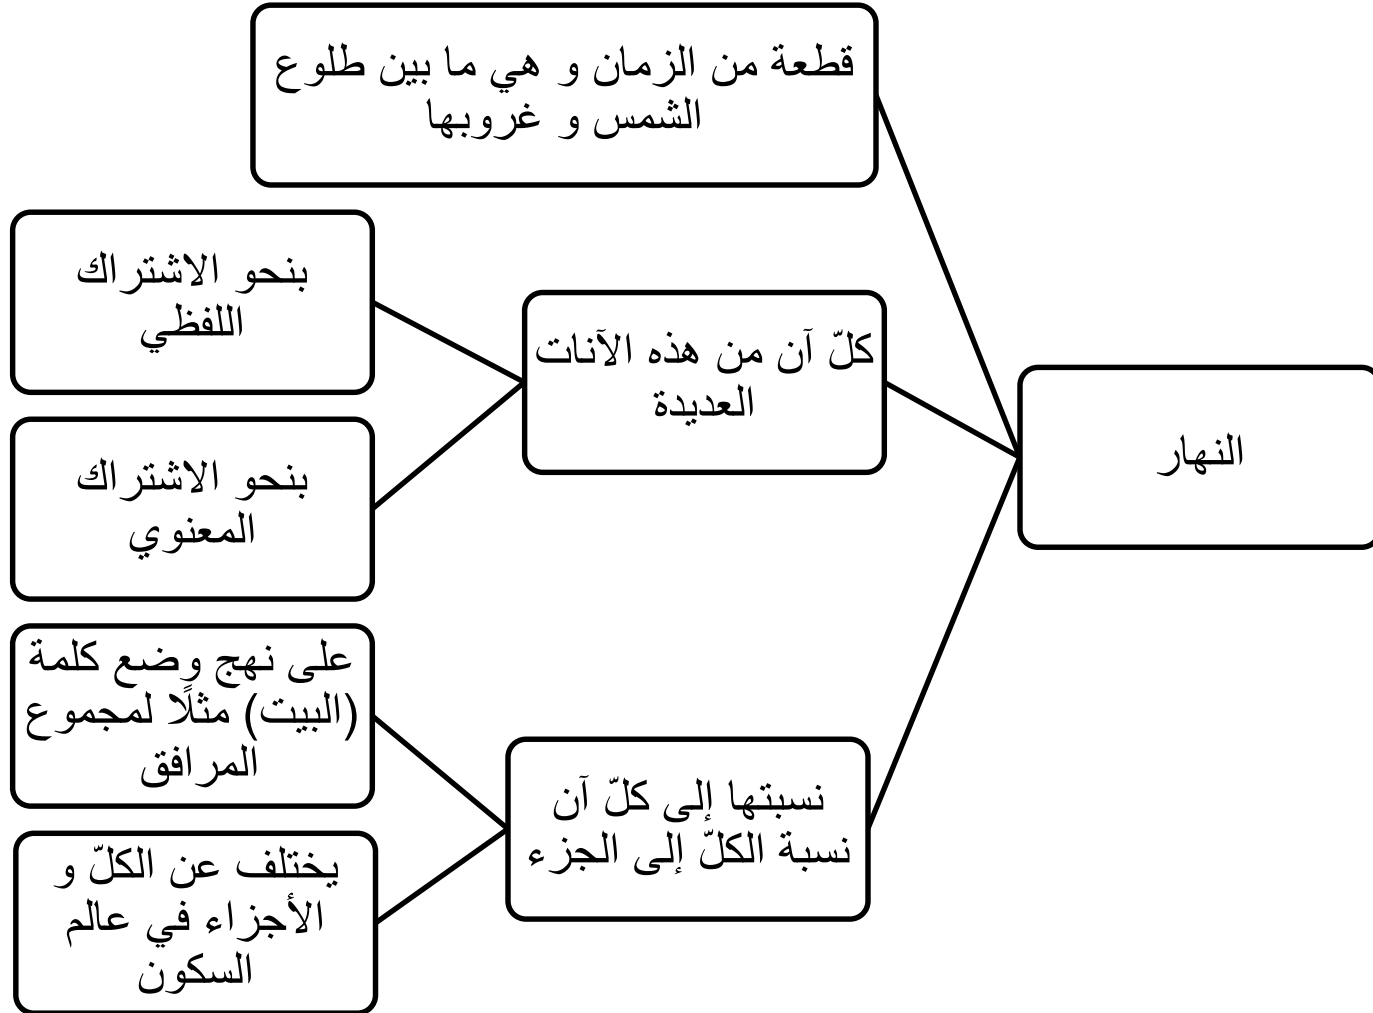 النهار
قطعة من الزمان و هي ما بين طلوع
الشمس و غروبها
كلّ آن من هذه الآنات
العديدة
بنحو الاشتراك
اللفظي
بنحو الاشتراك
المعنوي
نسبتها إلى كلّ آن
نسبة الكلّ إلى الجزء
على نهج وضع كلمة
(البيت) مثلًا لمجموع
المرافق
يختلف عن الكلّ و
الأجزاء في عالم
السكون